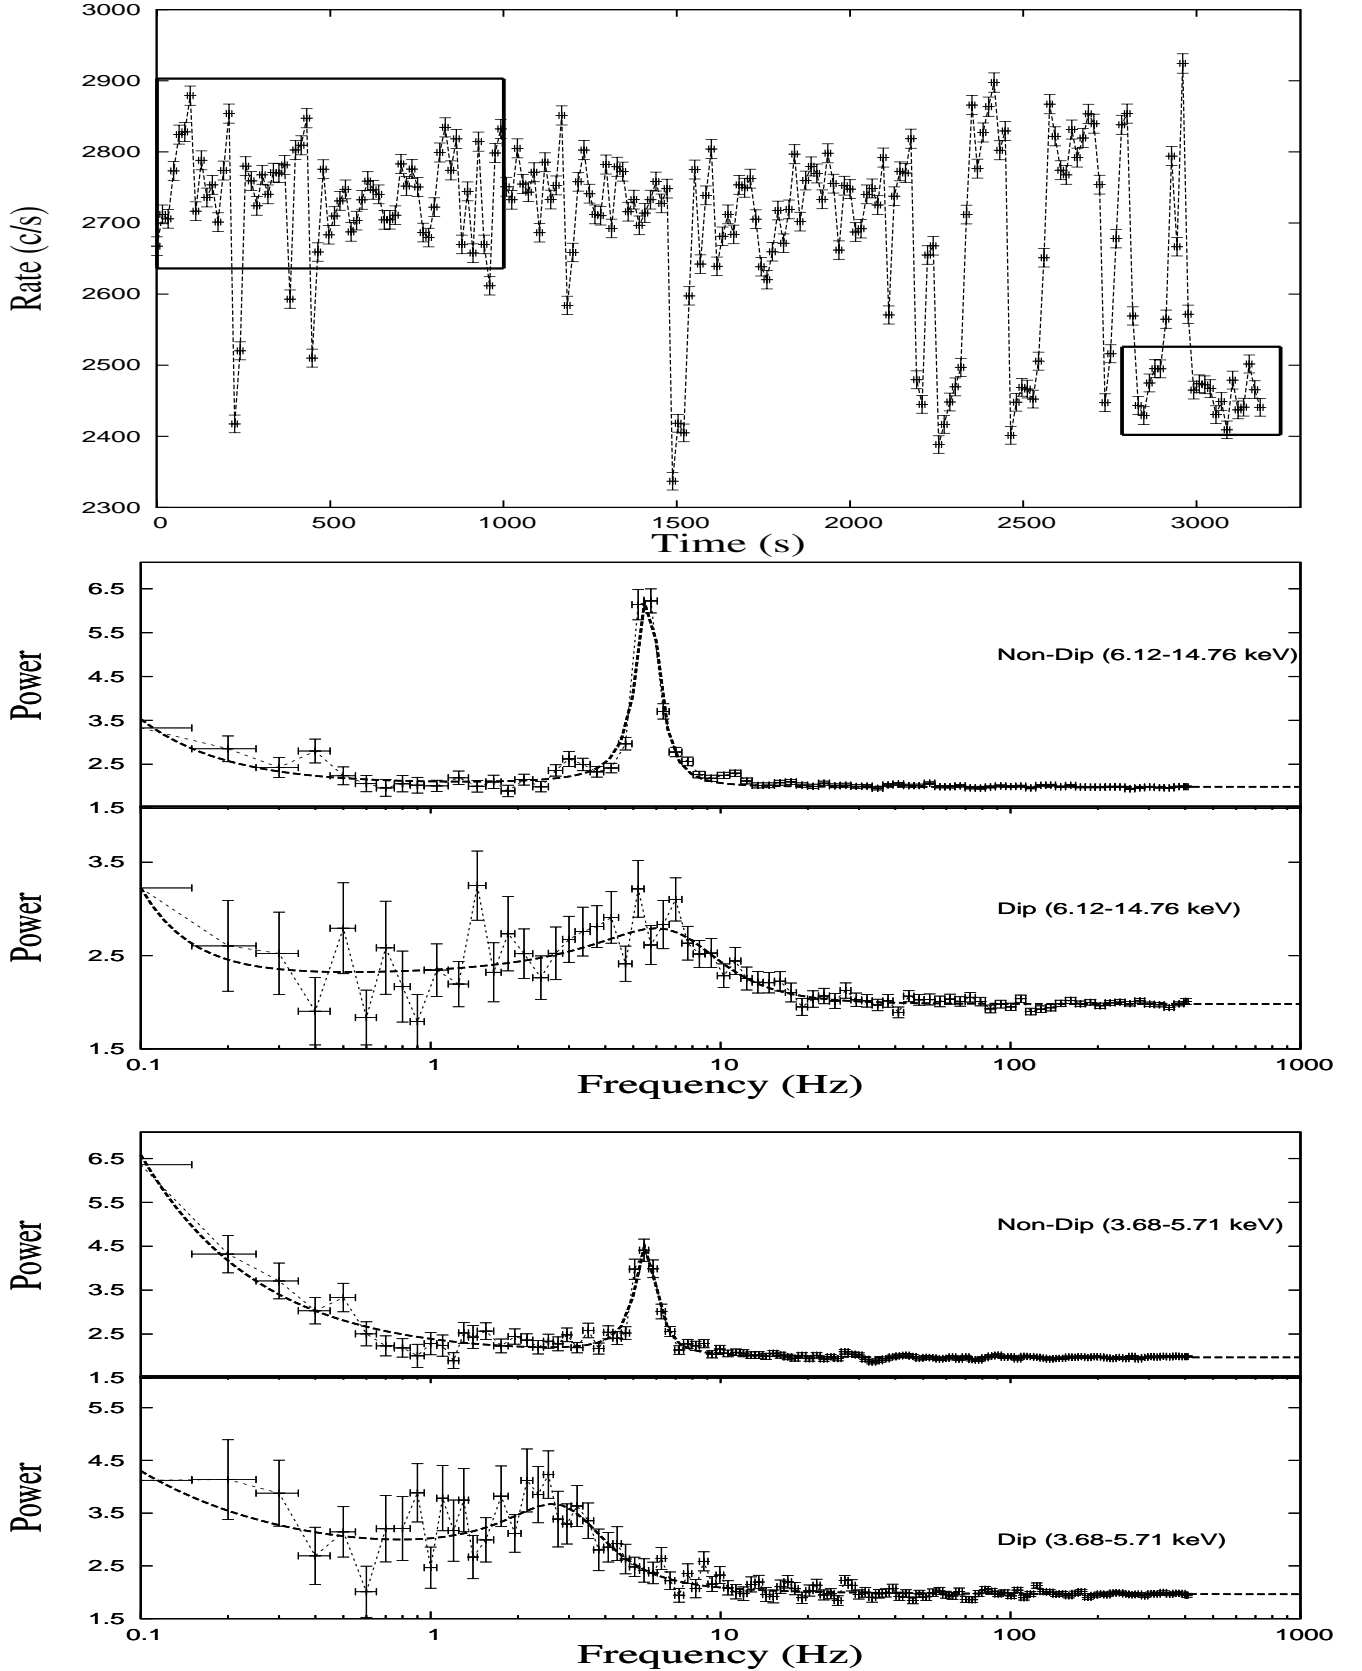 3000
2900
2800
2700
2600
2500
2400
2300
Rate (c/s)
0 500 1000 1500 2000 2500 3000
Time (s)
6.5
5.5
4.5
3.5
2.5
1.5
Power
Non-Dip (6.12-14.76 keV)
3.5
2.5
1.5
Power
Dip (6.12-14.76 keV)
0.1 1 10 100 1000
Frequency (Hz)
6.5
5.5
4.5
3.5
2.5
1.5
Power
Non-Dip (3.68-5.71 keV)
5.5
4.5
3.5
2.5
1.5
Power
Dip (3.68-5.71 keV)
0.1 1 10 100 1000
Frequency (Hz)